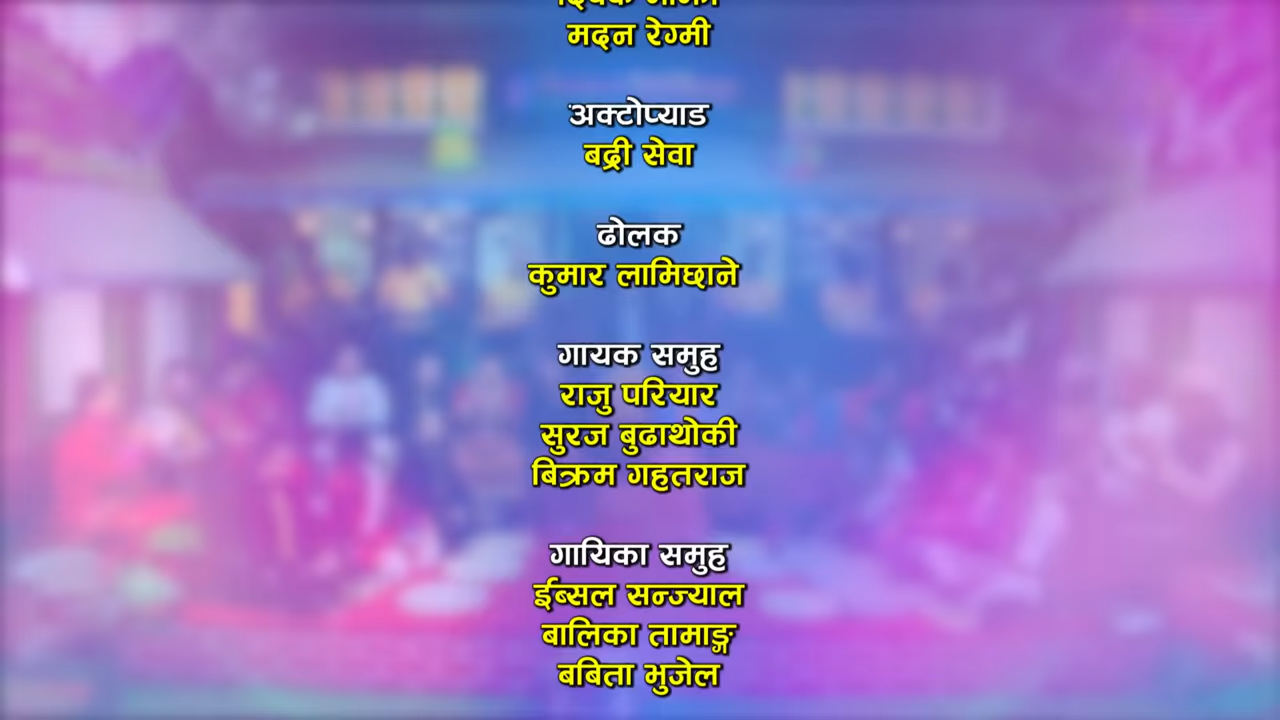 मदन रेग्मी
अक्टोप्याड
बद्री सेवा
ढोलक
कुमार लामिछाने
गायक समुह
राजु परियार
सुरज बुढाथोकी
बिक्रम गहतराज
गायिका समुह
ईब्सल सन्ज्याल
बालिका तामाङ्ग
बबिता भुजेल